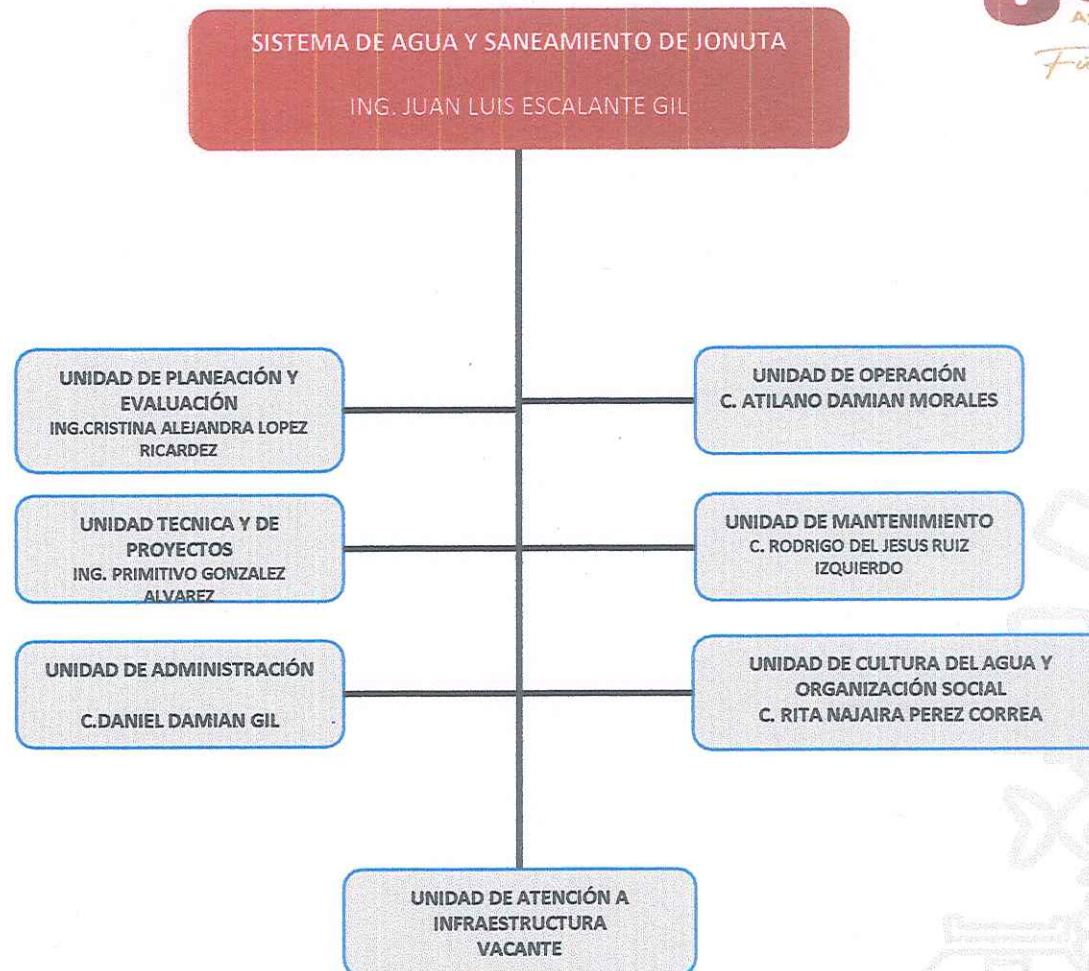 SISTEMA DE AGUA Y SANEAMIENTO DE JONUTA
ING. JUAN LUIS ESCALANTE GIL
UNIDAD DE PLANEACIÓN Y
EVALUACIÓN
ING.CRISTINA ALEJANDRA LOPEZ
RICARDEZ
UNIDAD DE OPERACIÓN
C. ATILANO DAMIAN MORALES
UNIDAD TECNICA Y DE
PROYECTOS
ING. PRIMITIVO GONZALEZ
ALVAREZ
UNIDAD DE MANTENIMIENTO
C. RODRIGO DEL JESUS RUIZ
IZQUIERDO
UNIDAD DE ADMINISTRACIÓN
C.DANIEL DAMIAN GIL
UNIDAD DE CULTURA DEL AGUA Y
ORGANIZACIÓN SOCIAL
C. RITA NAJAIRA PEREZ CORREA
UNIDAD DE ATENCIÓN A
INFRAESTRUCTURA
VACANTE